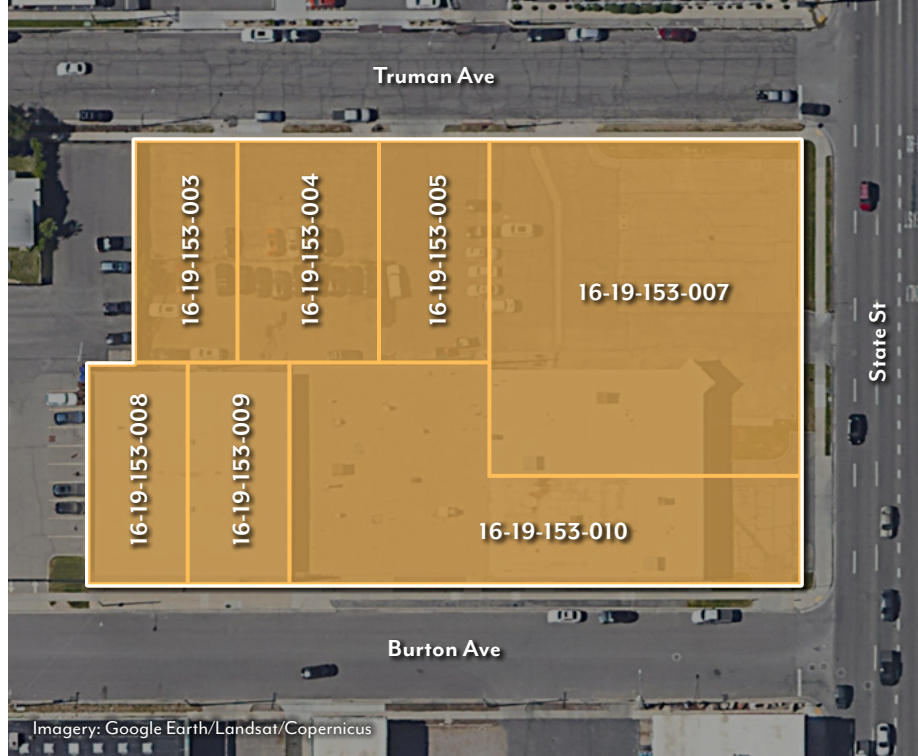 Truman Ave
16-19-153-003
16-19-153-004
16-19-153-005
16-19-153-007
State St
16-19-153-008
16-19-153-009
16-19-153-010
Burton Ave
Imagery: Google Earth/Landsat/Copernicus